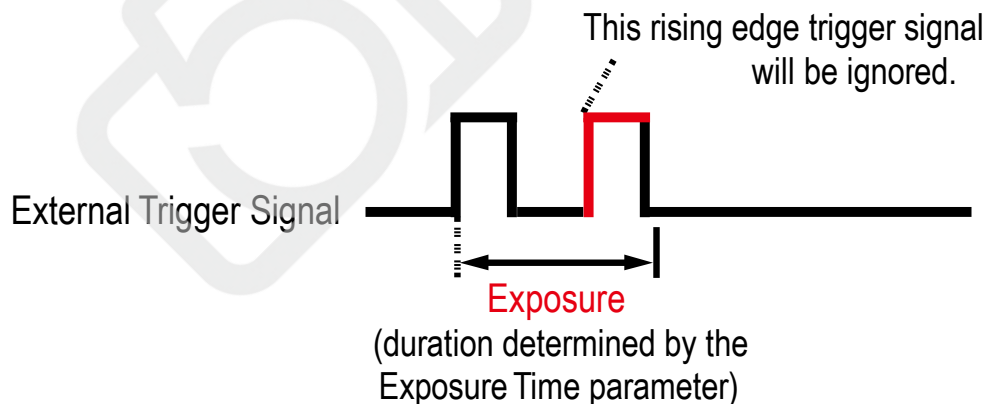 This rising edge trigger signal
will be ignored.
External Trigger Signal
Exposure
(duration determined by the
Exposure Time parameter)